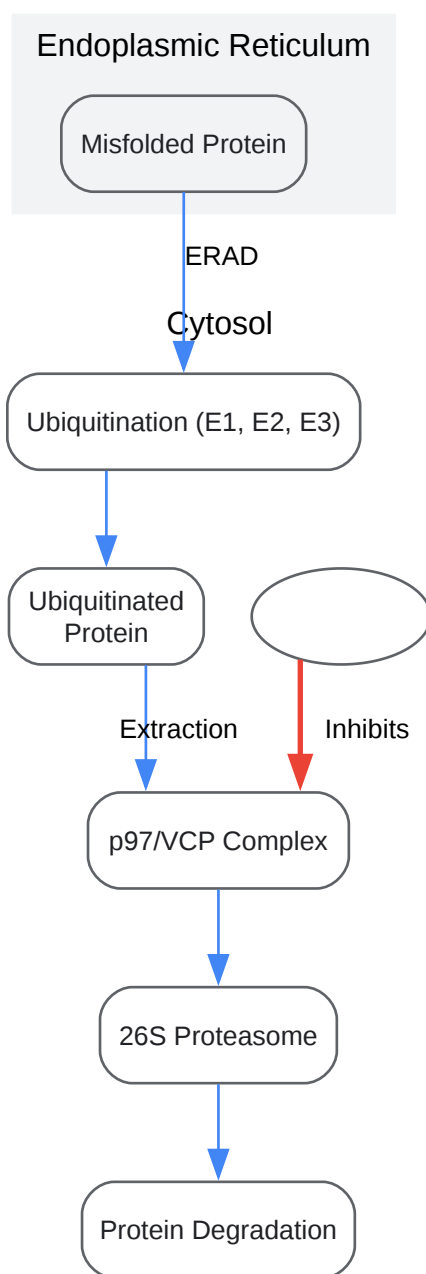 Endoplasmic Reticulum
Misfolded Protein
ERAD
Cytosol
Ubiquitination (E1, E2, E3)
Ubiquitinated
Protein
Extraction
Inhibits
p97/VCP Complex
26S Proteasome
Protein Degradation